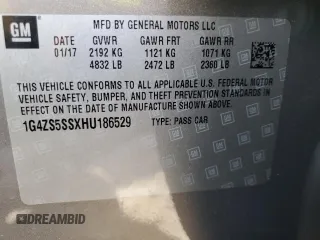 GM
MFD BY GENERAL MOTORS LLC
DATE GVWR GAWR FRT GAWR RR
01/17 2192 KG 1121 KG 1071 KG
4832 LB 2472 LB 2360 LB
THIS VEHICLE CONFORMS TO ALL APPLICABLE U.S. FEDERAL MOTOR
VEHICLE SAFETY, BUMPER, AND THEFT PREVENTION STANDARDS IN
EFFECT ON THE DATE OF MANUFACTURE SHOWN ABOVE.
1G4ZS5SSXHU186529 TYPE: PASS CAR
DREAMBID